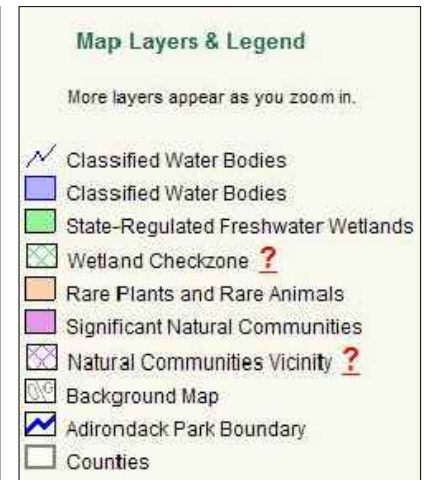 Map Layers & Legend
More layers appear as you zoom in.
Classified Water Bodies
Classified Water Bodies
State-Regulated Freshwater Wetlands
Wetland Checkzone ?
Rare Plants and Rare Animals
Significant Natural Communities
Natural Communities Vicinity ?
Background Map
Adirondack Park Boundary
Counties